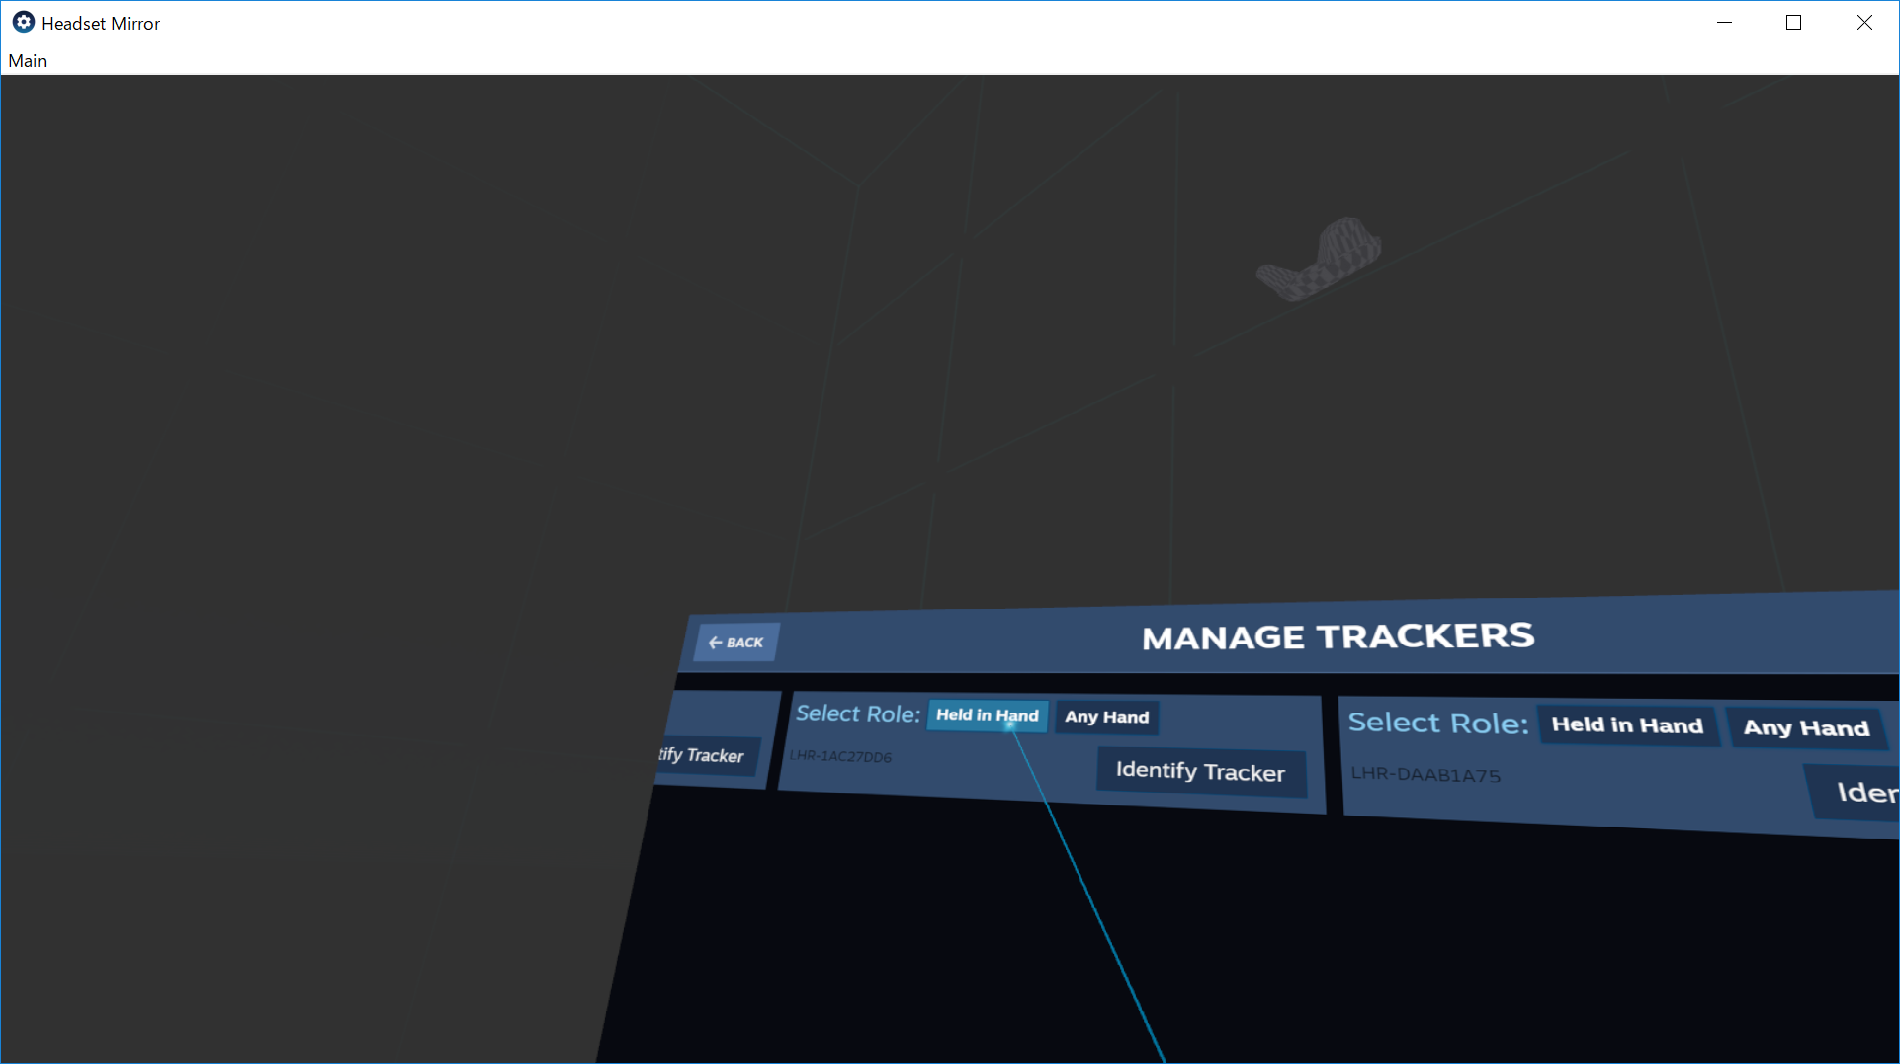 Headset Mirror
Main
← BACK
MANAGE TRACKERS
tify Tracker
Select Role: Held in Hand Any Hand
LHR-1AC27DD6
Identify Tracker
Select Role: Held in Hand Any Hand
LHR-DAAB1A75
Iden